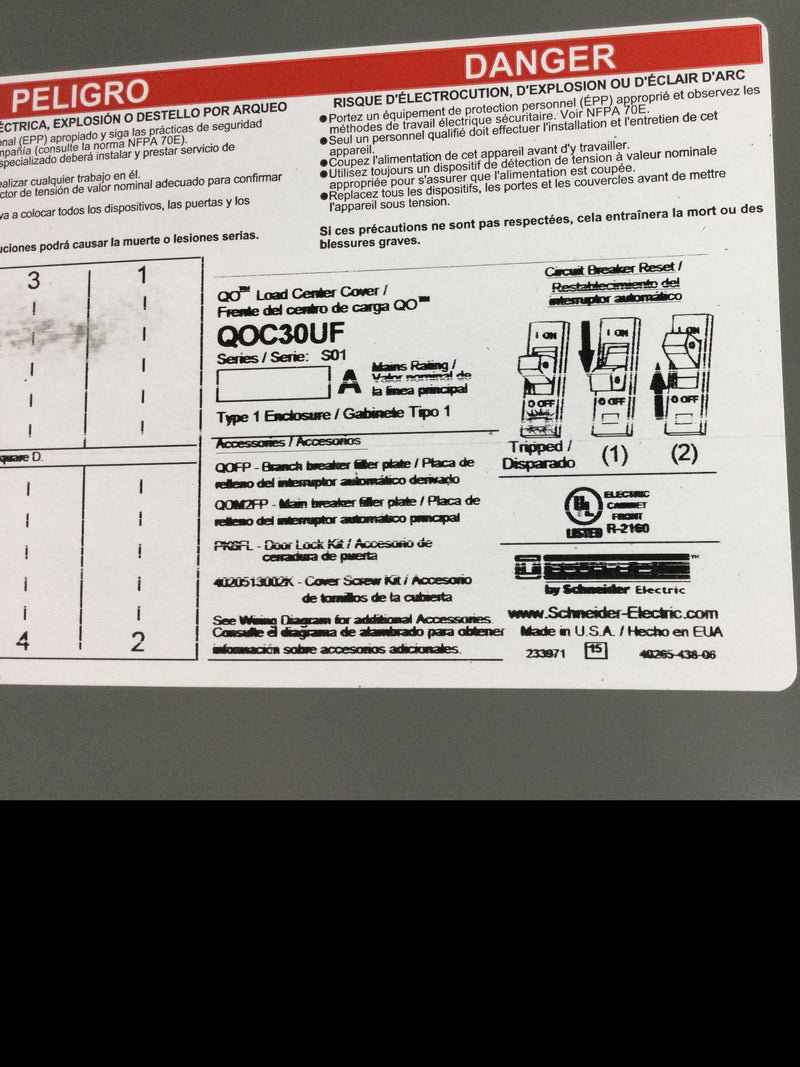 PELIGRO
ÉCTRICA, EXPLOSIÓN O DESTELLO POR ARQUEO
onal (EPP) apropiado y siga las prácticas de seguridad
mpañía (consulte la norma NFPA 70E).
specializado deberá instalar y prestar servicio de
ealizar cualquier trabajo en él.
ctor de tensión de valor nominal adecuado para confirmar
va a colocar todos los dispositivos, las puertas y los
uciones podrá causar la muerte o lesiones serias.
DANGER
RISQUE D'ÉLECTROCUTION, D'EXPLOSION OU D'ÉCLAIR D'ARC
●Portez un équipement de protection personnel (ÉPP) approprié et observez les
méthodes de travail électrique sécuritaire. Voir NFPA 70E.
●Seul un personnel qualifié doit effectuer l'installation et l'entretien de cet
appareil.
●Coupez l'alimentation de cet appareil avant d'y travailler.
●Utilisez toujours un dispositif de détection de tension à valeur nominale
appropriée pour s'assurer que l'alimentation est coupée.
●Replacez tous les dispositifs, les portes et les couvercles avant de mettre
l'appareil sous tension.
Si ces précautions ne sont pas respectées, cela entraînera la mort ou des
blessures graves.
3 1
square D.
4 2
QO™ Load Center Cover /
Frente del centro de carga QO™
QOC30UF
Series / Serie: S01
A
Mains Rating /
Valor nominal de
la línea principal
Type 1 Enclosure / Gabinete Tipo 1
Accessories / Accesorios
QOFP - Branch breaker filler plate / Placa de
relleno del interruptor automático derivado
QOM2FP - Main breaker filler plate / Placa de
relleno del interruptor automático principal
PK6FL - Door Lock Kit / Accesorio de
cerradura de puerta
4020513002K - Cover Screw Kit / Accesorio
de tornillos de la cubierta
See Wiring Diagram for additional Accessories.
Consulte el diagrama de alambrado para obtener
información sobre accesorios adicionales.
Circuit Breaker Reset /
Restablecimiento del
interruptor automático
I ON I ON I ON
O OFF O OFF O OFF
Tripped /
Disparado
(1) (2)
UL
LISTED
ELECTRIC
CABINET
FRONT
R-2160
by Schneider Electric
www.Schneider-Electric.com
Made in U.S.A. / Hecho en EUA
233971 15 40265-438-06